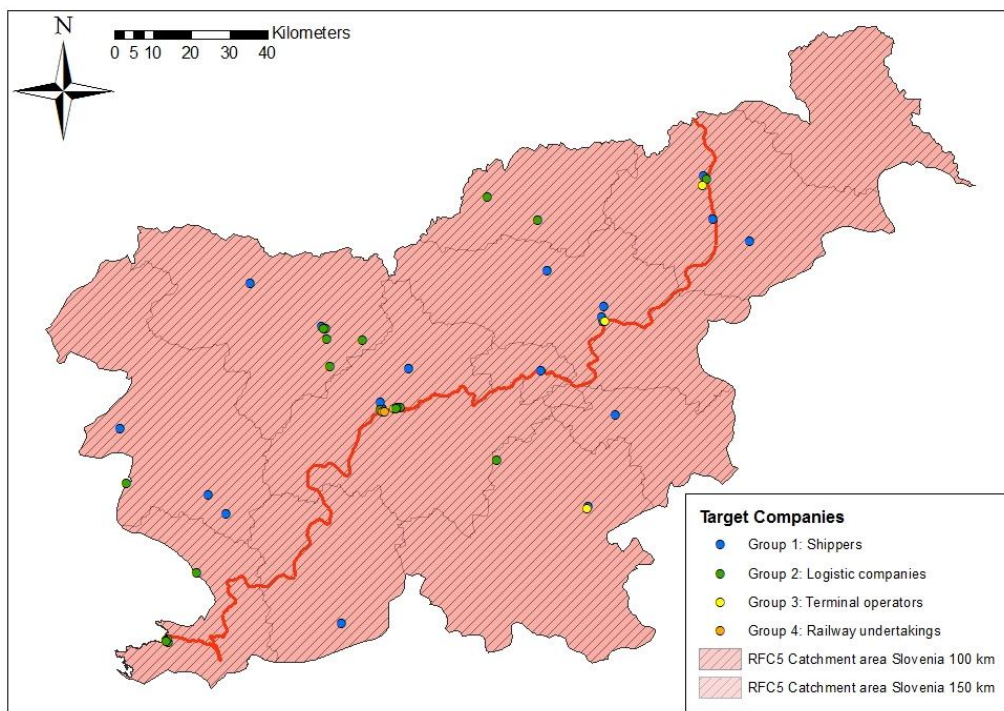 N
Kilometers
0 5 10 20 30 40
Target Companies
Group 1: Shippers
Group 2: Logistic companies
Group 3: Terminal operators
Group 4: Railway undertakings
RFC5 Catchment area Slovenia 100 km
RFC5 Catchment area Slovenia 150 km